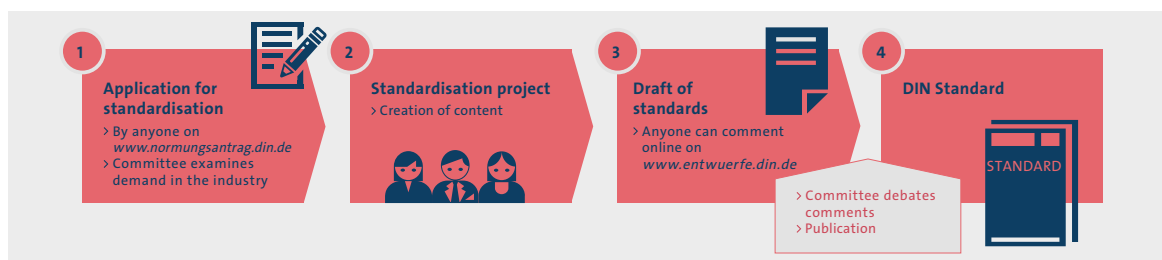 1
Application for
standardisation
> By anyone on
www.normungsantrag.din.de
> Committee examines
demand in the industry
2
Standardisation project
> Creation of content
3
Draft of
standards
> Anyone can comment
online on
www.entwuerfe.din.de
> Committee debates
comments
> Publication
4
DIN Standard
STANDARD